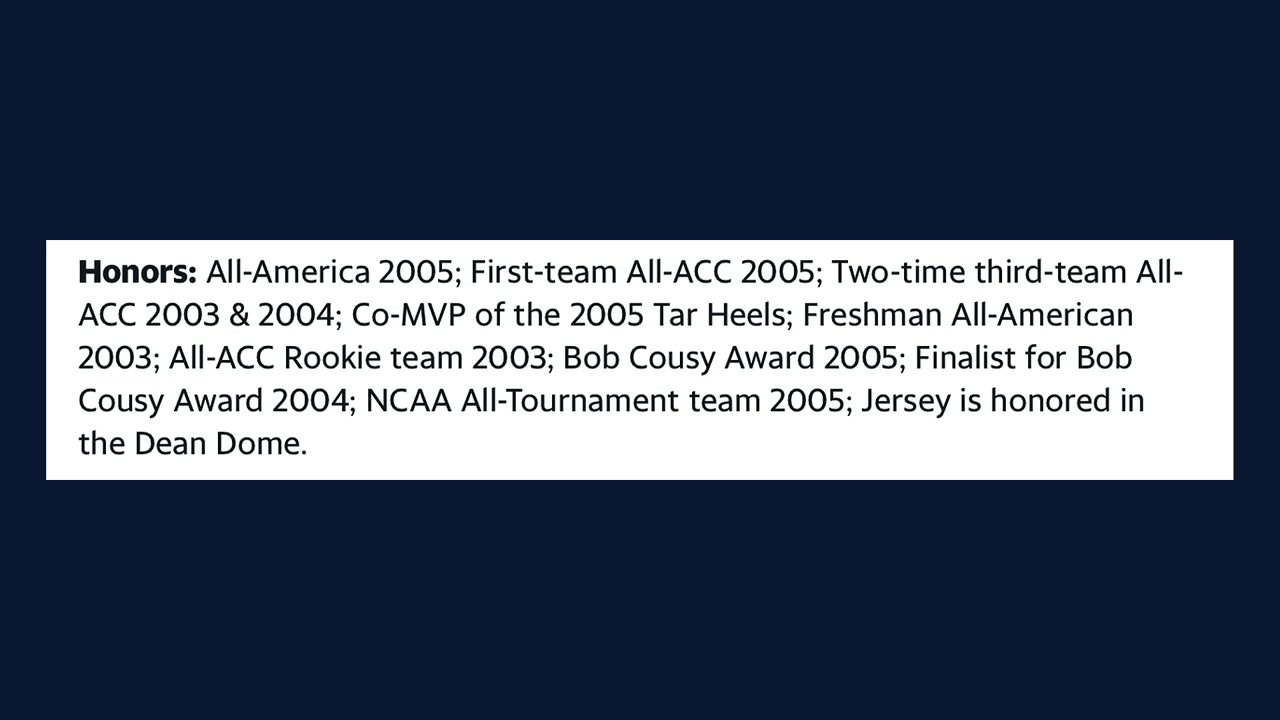 Honors: All-America 2005; First-team All-ACC 2005; Two-time third-team All-
ACC 2003 & 2004; Co-MVP of the 2005 Tar Heels; Freshman All-American
2003; All-ACC Rookie team 2003; Bob Cousy Award 2005; Finalist for Bob
Cousy Award 2004; NCAA All-Tournament team 2005; Jersey is honored in
the Dean Dome.